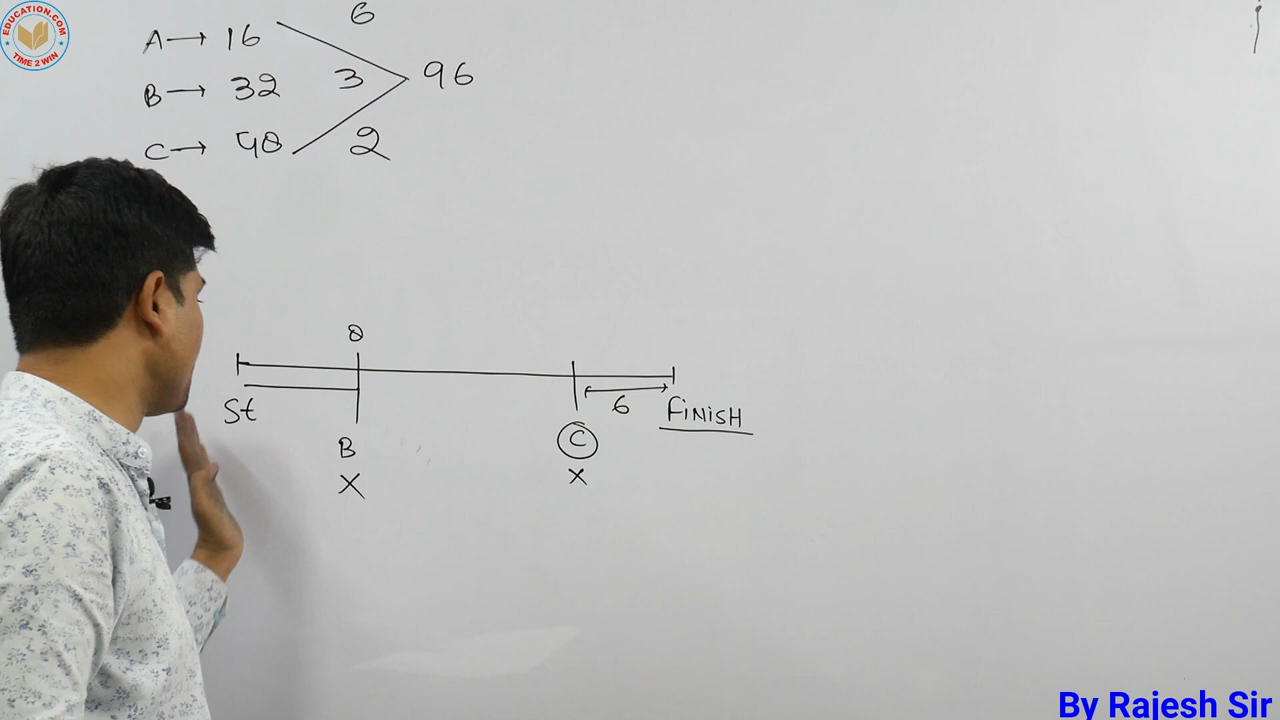 EDUCATION.COM
TIME 2 WIN
6
A → 16
3
96
B → 32
C → 48
2
8
St
6
FiNiSH
B
C
X
X
By Rajesh Sir